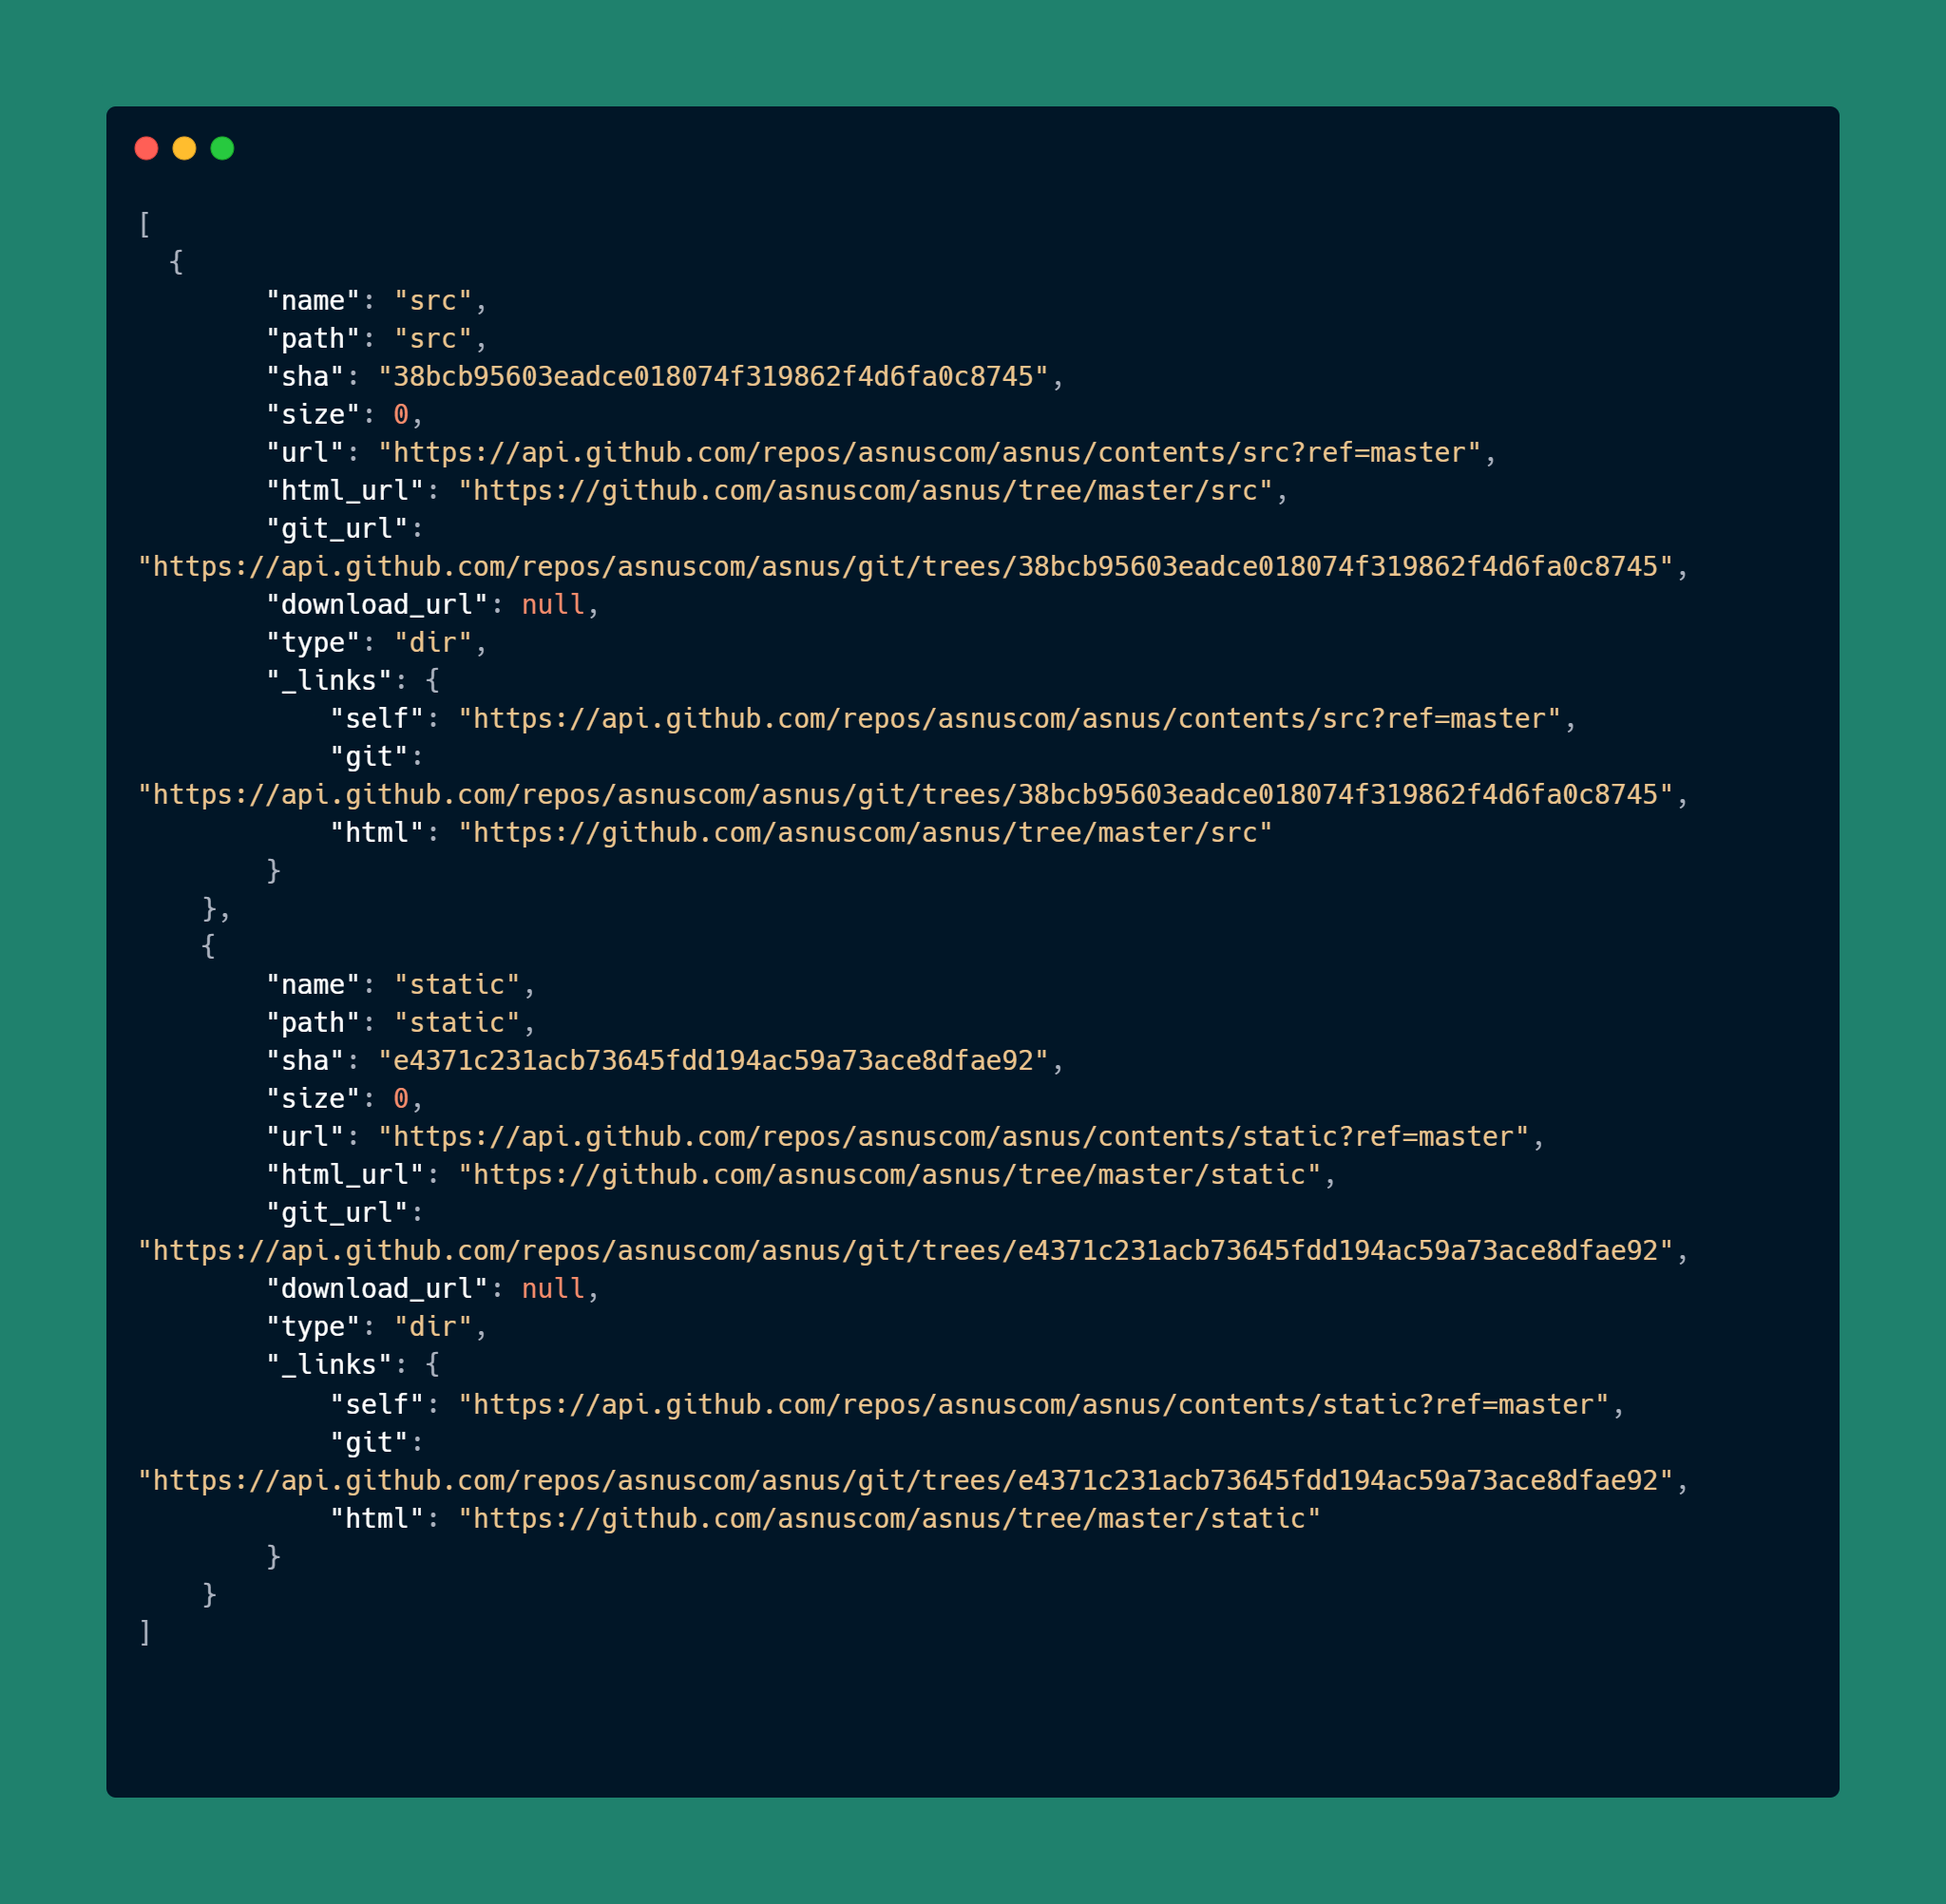 [
  {
        "name": "src",
        "path": "src",
        "sha": "38bcb95603eadce018074f319862f4d6fa0c8745",
        "size": 0,
        "url": "https://api.github.com/repos/asnuscom/asnus/contents/src?ref=master",
        "html_url": "https://github.com/asnuscom/asnus/tree/master/src",
        "git_url":
"https://api.github.com/repos/asnuscom/asnus/git/trees/38bcb95603eadce018074f319862f4d6fa0c8745",
        "download_url": null,
        "type": "dir",
        "_links": {
            "self": "https://api.github.com/repos/asnuscom/asnus/contents/src?ref=master",
            "git":
"https://api.github.com/repos/asnuscom/asnus/git/trees/38bcb95603eadce018074f319862f4d6fa0c8745",
            "html": "https://github.com/asnuscom/asnus/tree/master/src"
        }
    },
    {
        "name": "static",
        "path": "static",
        "sha": "e4371c231acb73645fdd194ac59a73ace8dfae92",
        "size": 0,
        "url": "https://api.github.com/repos/asnuscom/asnus/contents/static?ref=master",
        "html_url": "https://github.com/asnuscom/asnus/tree/master/static",
        "git_url":
"https://api.github.com/repos/asnuscom/asnus/git/trees/e4371c231acb73645fdd194ac59a73ace8dfae92",
        "download_url": null,
        "type": "dir",
        "_links": {
            "self": "https://api.github.com/repos/asnuscom/asnus/contents/static?ref=master",
            "git":
"https://api.github.com/repos/asnuscom/asnus/git/trees/e4371c231acb73645fdd194ac59a73ace8dfae92",
            "html": "https://github.com/asnuscom/asnus/tree/master/static"
        }
    }
]